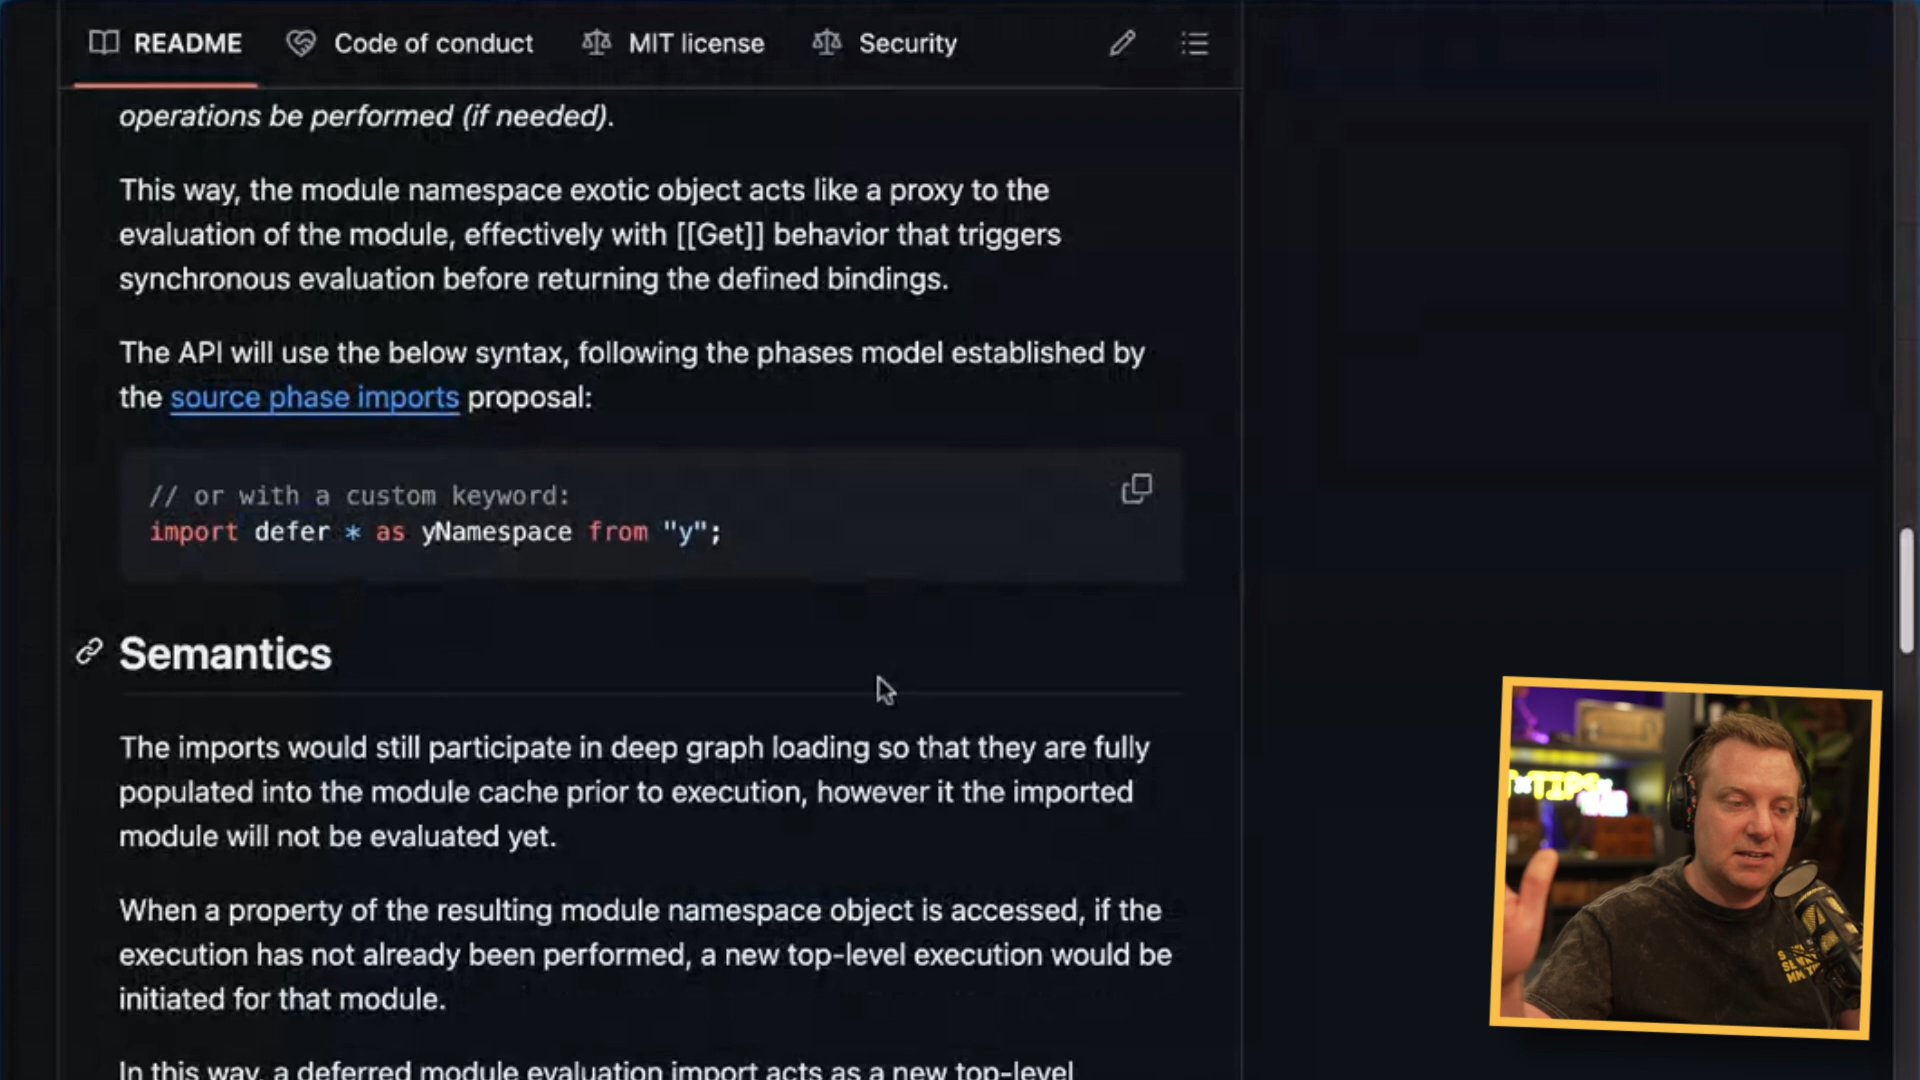 README
Code of conduct
MIT license
Security
operations be performed (if needed).
This way, the module namespace exotic object acts like a proxy to the
evaluation of the module, effectively with [[Get]] behavior that triggers
synchronous evaluation before returning the defined bindings.
The API will use the below syntax, following the phases model established by
the source phase imports proposal:
// or with a custom keyword:
import defer * as yNamespace from "y";
Semantics
The imports would still participate in deep graph loading so that they are fully
populated into the module cache prior to execution, however it the imported
module will not be evaluated yet.
When a property of the resulting module namespace object is accessed, if the
execution has not already been performed, a new top-level execution would be
initiated for that module.
In this way, a deferred module evaluation import acts as a new top-level